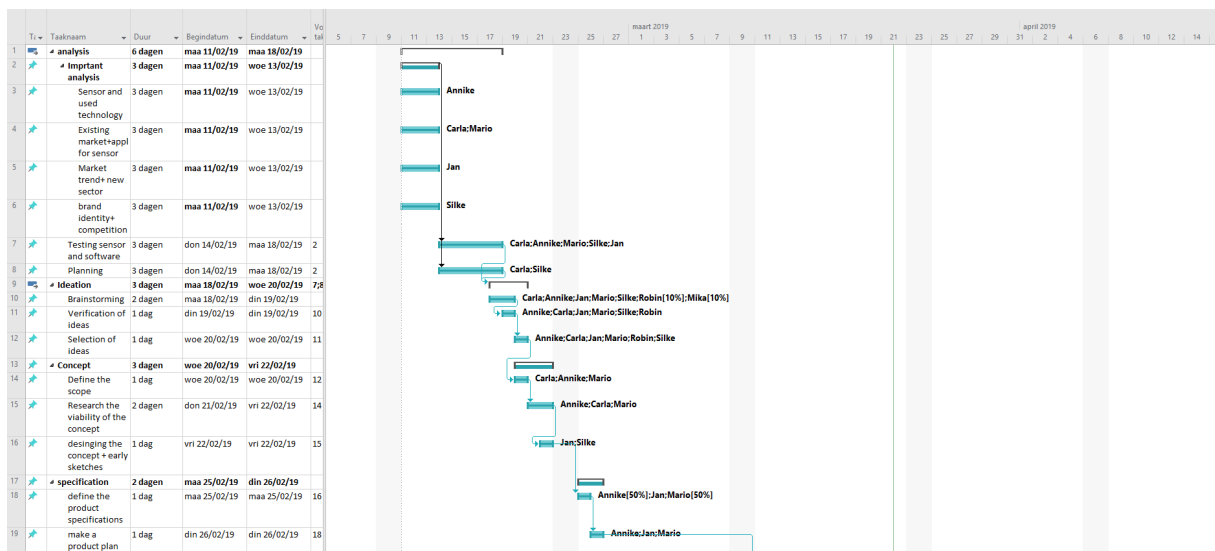 maart 2019 april 2019
Vo
Ti Taaknaam Duur Begindatum Einddatum tal 5 7 9 11 13 15 17 19 21 23 25 27 1 3 5 7 9 11 13 15 17 19 21 23 25 27 29 31 2 4 6 8 10 12 14
1 analysis 6 dagen maa 11/02/19 maa 18/02/19
2 Imprtant 3 dagen maa 11/02/19 woe 13/02/19
analysis
3 Sensor and 3 dagen maa 11/02/19 woe 13/02/19 Annike
used
technology
4 Existing 3 dagen maa 11/02/19 woe 13/02/19 Carla;Mario
market+appl
for sensor
5 Market 3 dagen maa 11/02/19 woe 13/02/19 Jan
trend+ new
sector
6 brand 3 dagen maa 11/02/19 woe 13/02/19 Silke
identity+
competition
7 Testing sensor 3 dagen don 14/02/19 maa 18/02/19 2 Carla;Annike;Mario;Silke;Jan
and software
8 Planning 3 dagen don 14/02/19 maa 18/02/19 2 Carla;Silke
9 Ideation 3 dagen maa 18/02/19 woe 20/02/19 7;8
10 Brainstorming 2 dagen maa 18/02/19 din 19/02/19 Carla;Annike;Jan;Mario;Silke;Robin[10%];Mika[10%]
11 Verification of 1 dag din 19/02/19 din 19/02/19 10 Annike;Carla;Jan;Mario;Silke;Robin
ideas
12 Selection of 1 dag woe 20/02/19 woe 20/02/19 11 Annike;Carla;Jan;Mario;Robin;Silke
ideas
13 Concept 3 dagen woe 20/02/19 vri 22/02/19
14 Define the 1 dag woe 20/02/19 woe 20/02/19 12 Carla;Annike;Mario
scope
15 Research the 2 dagen don 21/02/19 vri 22/02/19 14 Annike;Carla;Mario
viability of the
concept
16 desinging the 1 dag vri 22/02/19 vri 22/02/19 15 Jan;Silke
concept + early
sketches
17 specification 2 dagen maa 25/02/19 din 26/02/19
18 define the 1 dag maa 25/02/19 maa 25/02/19 16 Annike[50%];Jan;Mario[50%]
product
specifications
19 make a 1 dag din 26/02/19 din 26/02/19 18 Annike;Jan;Mario
product plan